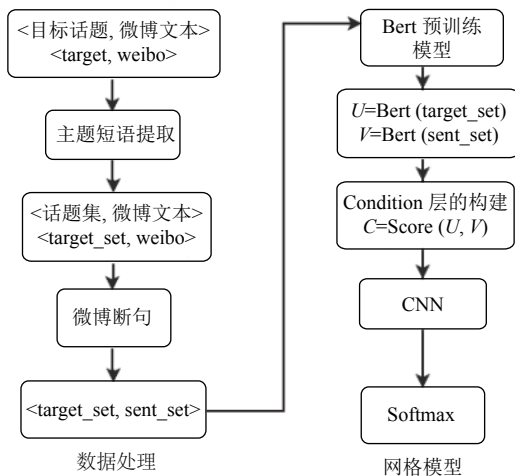 <目标话题, 微博文本>
<target, weibo>
主题短语提取
<话题集, 微博文本>
<target_set, weibo>
微博断句
<target_set, sent_set>
数据处理
Bert 预训练
模型
U=Bert (target_set)
V=Bert (sent_set)
Condition 层的构建
C=Score (U, V)
CNN
Softmax
网格模型